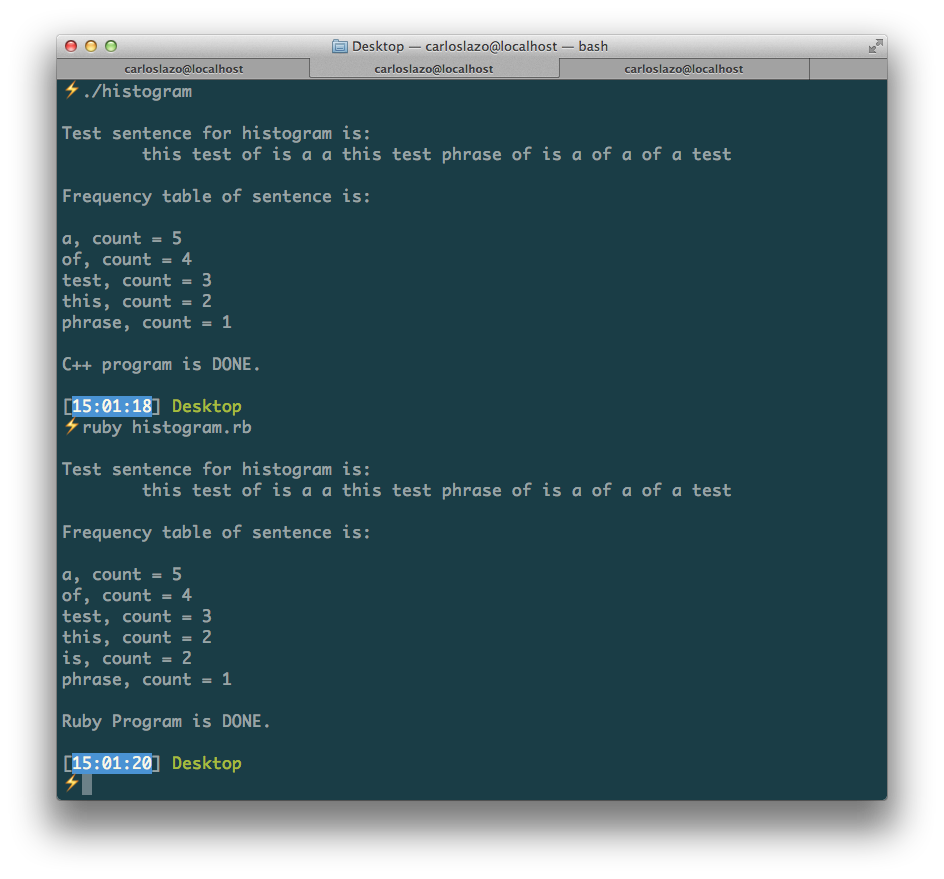 Desktop — carloslazo@localhost — bash
carloslazo@localhost carloslazo@localhost carloslazo@localhost
⚡./histogram
Test sentence for histogram is:
this test of is a a this test phrase of is a of a of a test
Frequency table of sentence is:
a, count = 5
of, count = 4
test, count = 3
this, count = 2
phrase, count = 1
C++ program is DONE.
[15:01:18] Desktop
⚡ruby histogram.rb
Test sentence for histogram is:
this test of is a a this test phrase of is a of a of a test
Frequency table of sentence is:
a, count = 5
of, count = 4
test, count = 3
this, count = 2
is, count = 2
phrase, count = 1
Ruby Program is DONE.
[15:01:20] Desktop
⚡